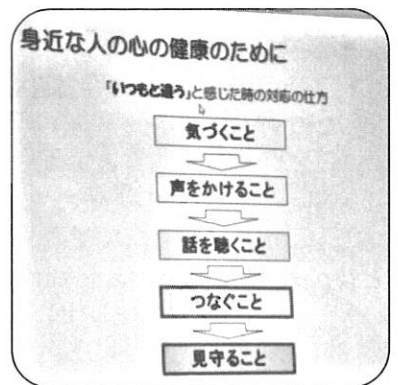 身近な人の心の健康のために
「いつもと違う」と感じた時の対応の仕方
気づくこと
声をかけること
話を聴くこと
つなぐこと
見守ること